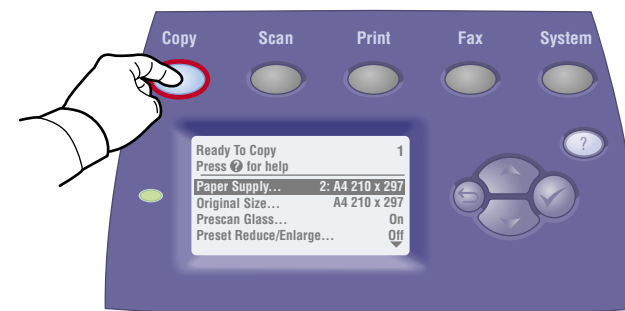 Copy Scan Print Fax System
?
Ready To Copy 1
Press ? for help
Paper Supply... 2: A4 210 x 297
Original Size... A4 210 x 297
Prescan Glass... On
Preset Reduce/Enlarge... Off